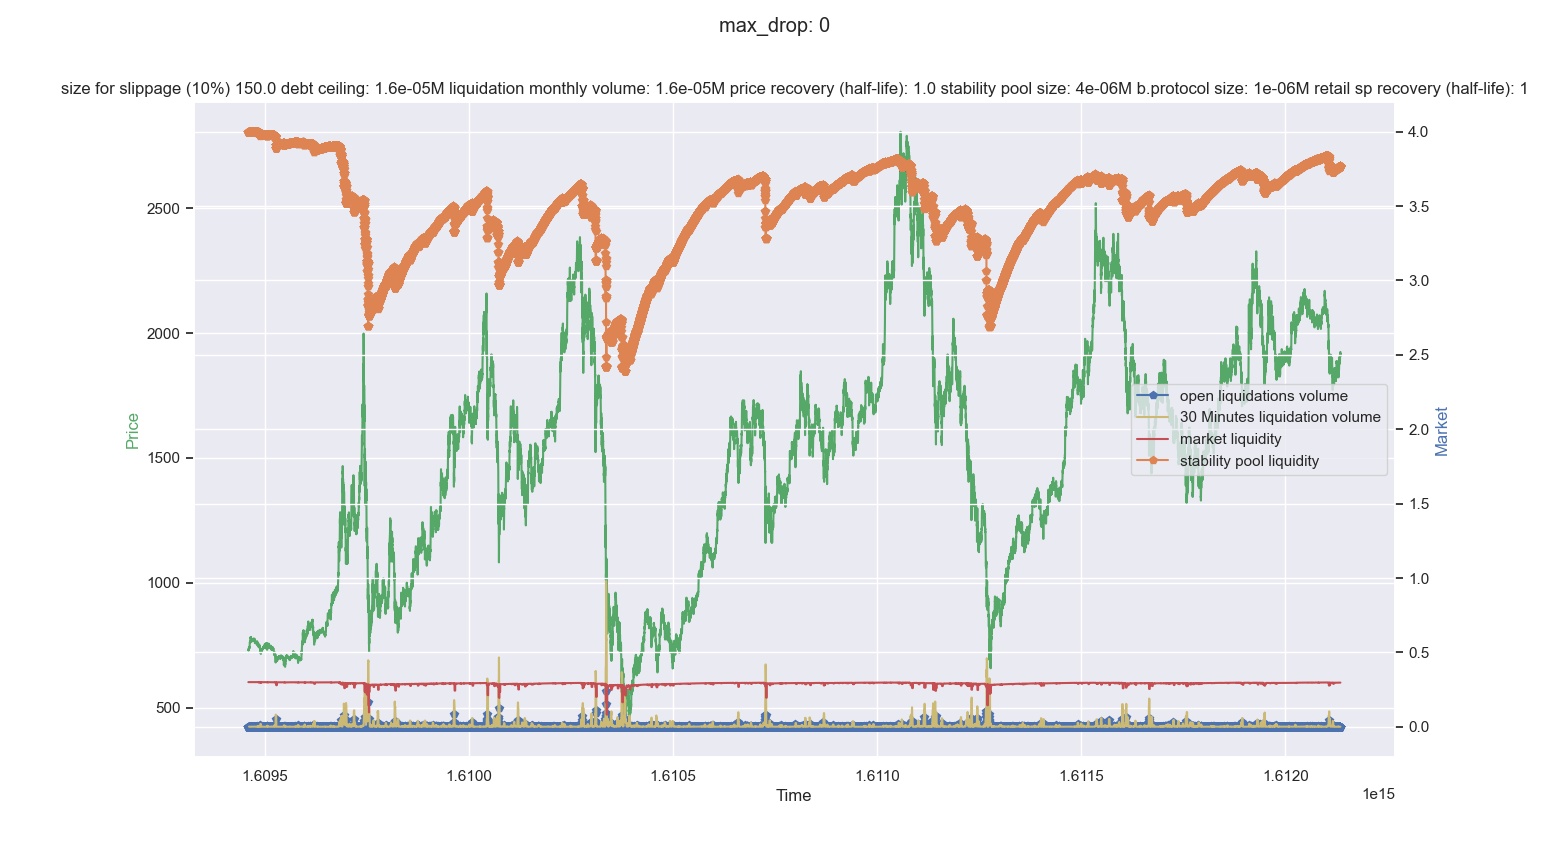 max_drop: 0
size for slippage (10%) 150.0 debt ceiling: 1.6e-05M liquidation monthly volume: 1.6e-05M price recovery (half-life): 1.0 stability pool size: 4e-06M b.protocol size: 1e-06M retail sp recovery (half-life): 1
4.0
2500
3.5
3.0
2000
2.5
open liquidations volume
30 Minutes liquidation volume
market liquidity
stability pool liquidity
Price
Market
2.0
1500
1.5
1000
1.0
0.5
500
0.0
1.6095 1.6100 1.6105 1.6110 1.6115 1.6120
Time
1e15